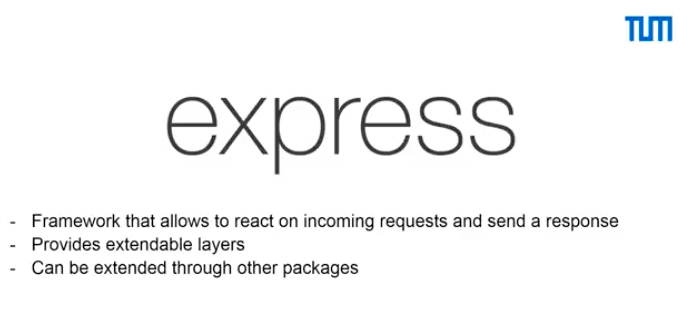 TUM
express
- Framework that allows to react on incoming requests and send a response
- Provides extendable layers
- Can be extended through other packages